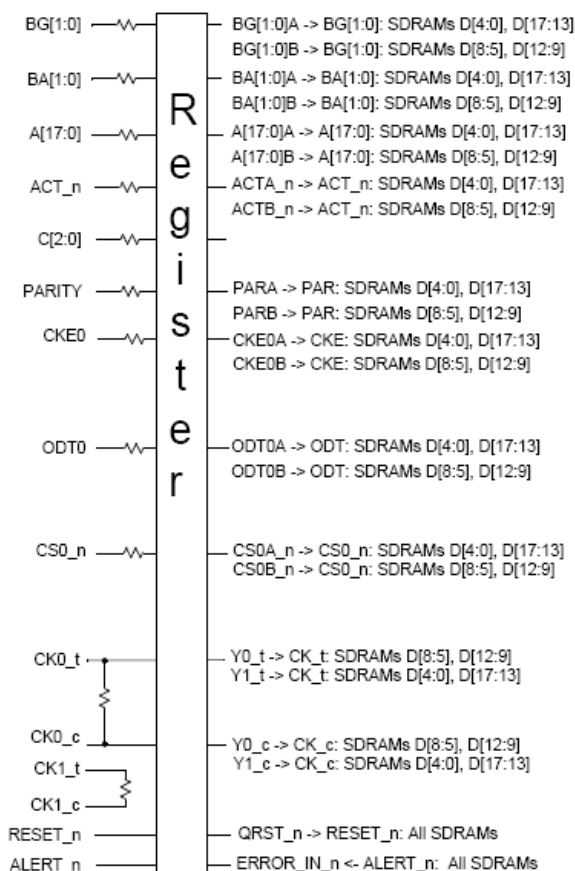 BG[1:0]
BG[1:0]A -> BG[1:0]: SDRAMs D[4:0], D[17:13]
BG[1:0]B -> BG[1:0]: SDRAMs D[8:5], D[12:9]
BA[1:0]
BA[1:0]A -> BA[1:0]: SDRAMs D[4:0], D[17:13]
BA[1:0]B -> BA[1:0]: SDRAMs D[8:5], D[12:9]
A[17:0]
A[17:0]A -> A[17:0]: SDRAMs D[4:0], D[17:13]
A[17:0]B -> A[17:0]: SDRAMs D[8:5], D[12:9]
ACT_n
ACTA_n -> ACT_n: SDRAMs D[4:0], D[17:13]
ACTB_n -> ACT_n: SDRAMs D[8:5], D[12:9]
C[2:0]
PARITY
PARA -> PAR: SDRAMs D[4:0], D[17:13]
PARB -> PAR: SDRAMs D[8:5], D[12:9]
CKE0
CKE0A -> CKE: SDRAMs D[4:0], D[17:13]
CKE0B -> CKE: SDRAMs D[8:5], D[12:9]
ODT0
ODT0A -> ODT: SDRAMs D[4:0], D[17:13]
ODT0B -> ODT: SDRAMs D[8:5], D[12:9]
CS0_n
CS0A_n -> CS0_n: SDRAMs D[4:0], D[17:13]
CS0B_n -> CS0_n: SDRAMs D[8:5], D[12:9]
CK0_t
Y0_t -> CK_t: SDRAMs D[8:5], D[12:9]
Y1_t -> CK_t: SDRAMs D[4:0], D[17:13]
CK0_c
Y0_c -> CK_c: SDRAMs D[8:5], D[12:9]
Y1_c -> CK_c: SDRAMs D[4:0], D[17:13]
CK1_t
CK1_c
RESET_n
QRST_n -> RESET_n: All SDRAMs
ALERT_n
ERROR_IN_n <- ALERT_n: All SDRAMs
Register